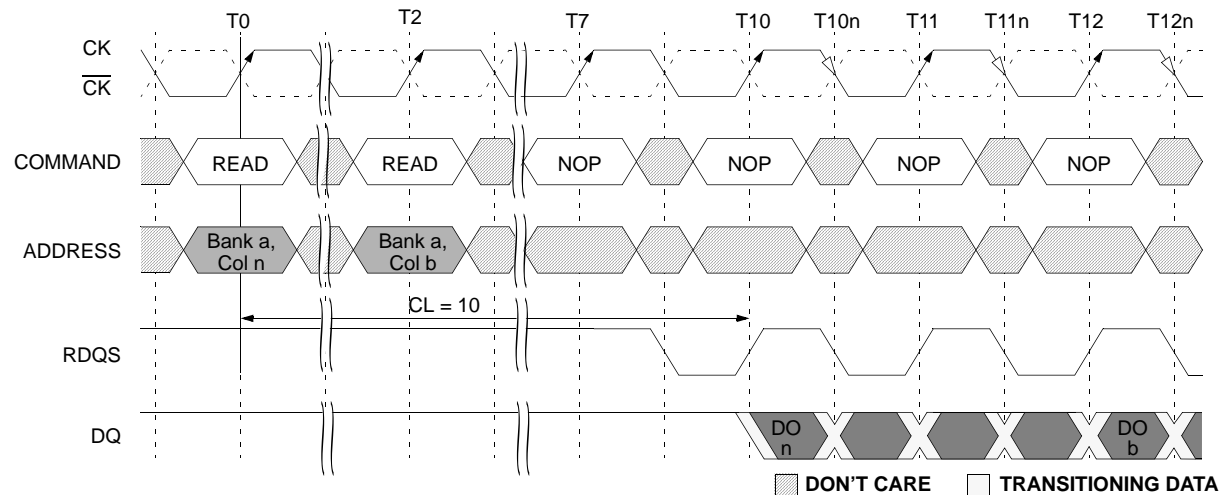 T0 T2 T7 T10 T10n T11 T11n T12 T12n
CK
CK
COMMAND READ READ NOP NOP NOP NOP
ADDRESS Bank a, Col n Bank a, Col b
CL = 10
RDQS
DQ DO n DO b
DON'T CARE TRANSITIONING DATA